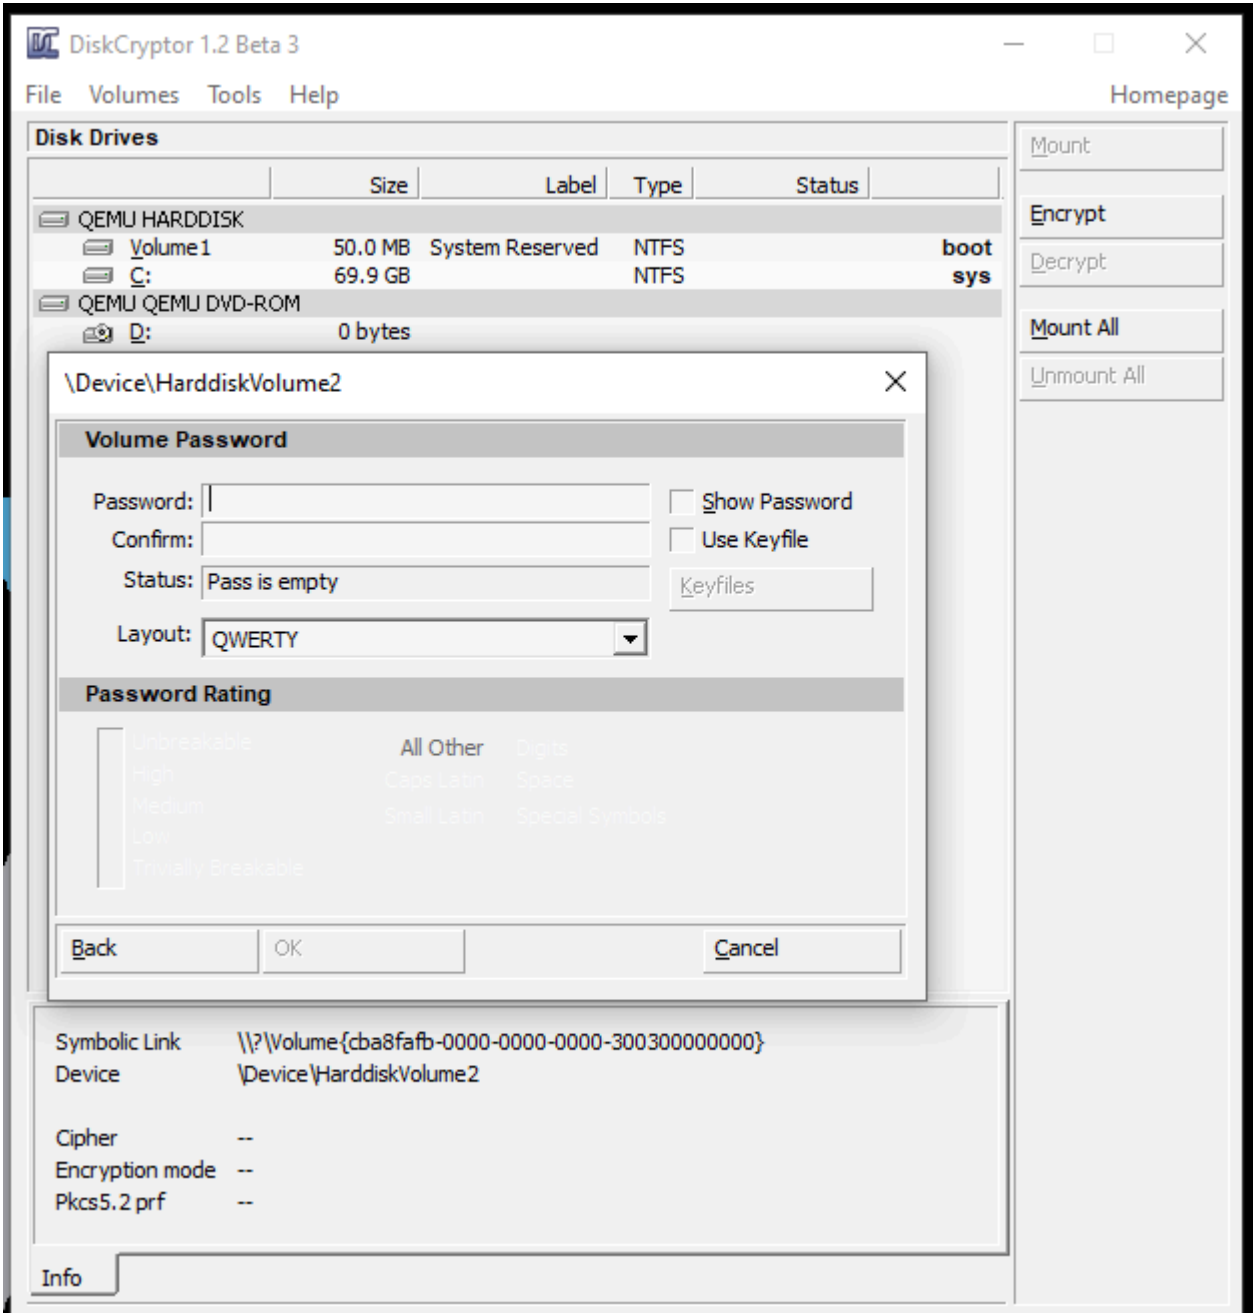 DiskCryptor 1.2 Beta 3
File Volumes Tools Help Homepage
Disk Drives
Size Label Type Status
QEMU HARDDISK
Volume1 50.0 MB System Reserved NTFS boot
C: 69.9 GB NTFS sys
QEMU QEMU DVD-ROM
D: 0 bytes
Mount
Encrypt
Decrypt
Mount All
Unmount All
\Device\HarddiskVolume2
Volume Password
Password: Show Password
Confirm: Use Keyfile
Status: Pass is empty Keyfiles
Layout: QWERTY
Password Rating
Unbreakable All Other Digits
High Caps Latin Space
Medium Small Latin Special Symbols
Low
Trivially Breakable
Back OK Cancel
Symbolic Link \\?\Volume{cba8fafb-0000-0000-0000-300300000000}
Device \Device\HarddiskVolume2
Cipher --
Encryption mode --
Pkcs5.2 prf --
Info